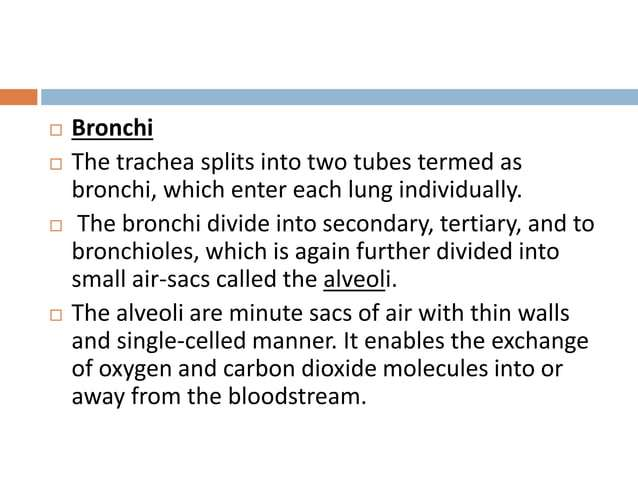 Bronchi
The trachea splits into two tubes termed as
bronchi, which enter each lung individually.
The bronchi divide into secondary, tertiary, and to
bronchioles, which is again further divided into
small air-sacs called the alveoli.
The alveoli are minute sacs of air with thin walls
and single-celled manner. It enables the exchange
of oxygen and carbon dioxide molecules into or
away from the bloodstream.